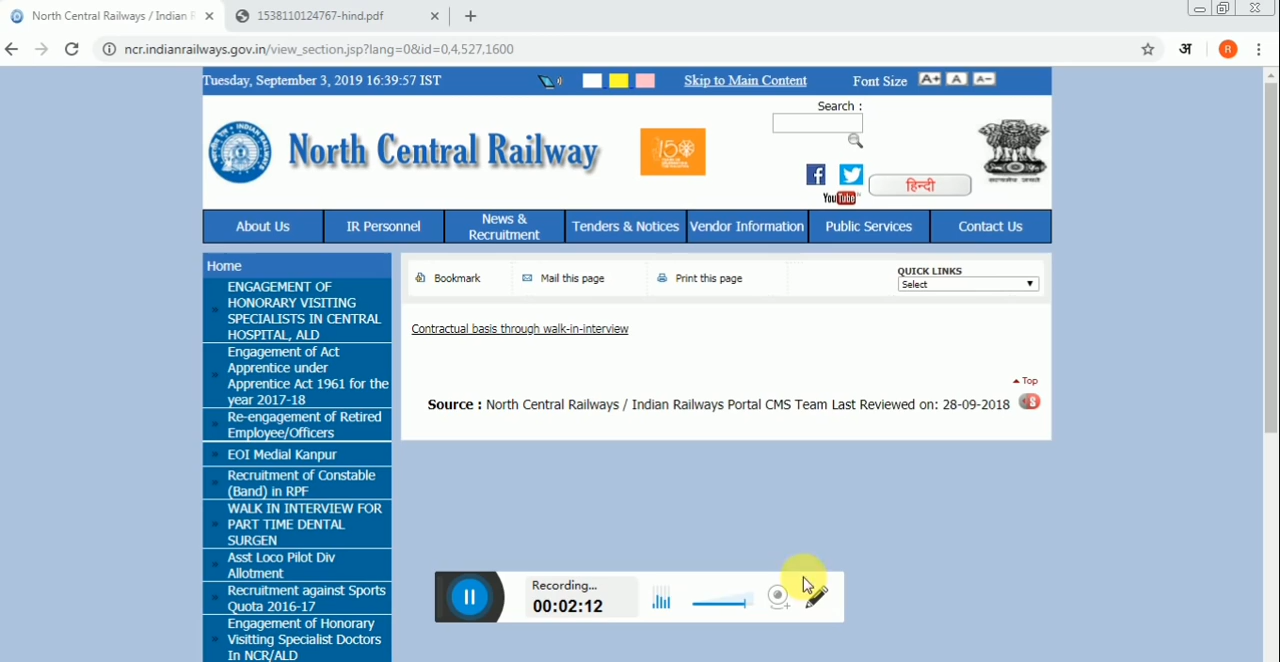 North Central Railways / Indian R
1538110124767-hind.pdf
ncr.indianrailways.gov.in/view_section.jsp?lang=0&id=0,4,527,1600
अ
R
Tuesday, September 3, 2019 16:39:57 IST
Skip to Main Content
Font Size
A+
A
A-
North Central Railway
150
Search :
f
YouTube
हिन्दी
About Us
IR Personnel
News &
Recruitment
Tenders & Notices
Vendor Information
Public Services
Contact Us
Home
ENGAGEMENT OF
HONORARY VISITING
SPECIALISTS IN CENTRAL
HOSPITAL, ALD
Engagement of Act
Apprentice under
Apprentice Act 1961 for the
year 2017-18
Re-engagement of Retired
Employee/Officers
EOI Medial Kanpur
Recruitment of Constable
(Band) in RPF
WALK IN INTERVIEW FOR
PART TIME DENTAL
SURGEN
Asst Loco Pilot Div
Allotment
Recruitment against Sports
Quota 2016-17
Engagement of Honorary
Visitting Specialist Doctors
In NCR/ALD
Bookmark
Mail this page
Print this page
QUICK LINKS
Select
Contractual basis through walk-in-interview
Top
Source : North Central Railways / Indian Railways Portal CMS Team Last Reviewed on: 28-09-2018
Recording...
00:02:12